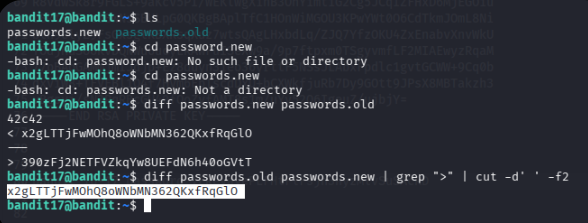 bandit17@bandit:~$ ls
passwords.new passwords.old
bandit17@bandit:~$ cd password.new
-bash: cd: password.new: No such file or directory
bandit17@bandit:~$ cd passwords.new
-bash: cd: passwords.new: Not a directory
bandit17@bandit:~$ diff passwords.new passwords.old
42c42
< x2gLTTjFwMOhQ8oWNbMN362QKxfRqGlO
---
> 390zFj2NETFVZkqYw8UEFdN6h40oGVtT
bandit17@bandit:~$ diff passwords.old passwords.new | grep ">" | cut -d' ' -f2
x2gLTTjFwMOhQ8oWNbMN362QKxfRqGlO
bandit17@bandit:~$